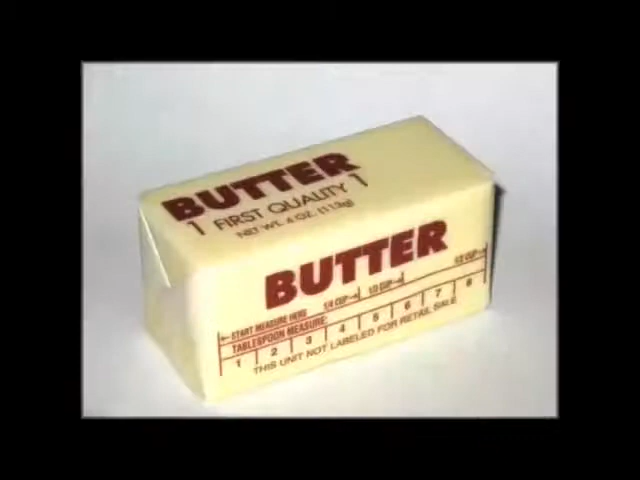 BUTTER
1 FIRST QUALITY 1
NET WT. 4 OZ. (113g)
BUTTER
START MEASURE HERE 1/4 CUP 1/3 CUP 1/2 CUP
TABLESPOON MEASURE:
1 2 3 4 5 6 7 8
THIS UNIT NOT LABELED FOR RETAIL SALE